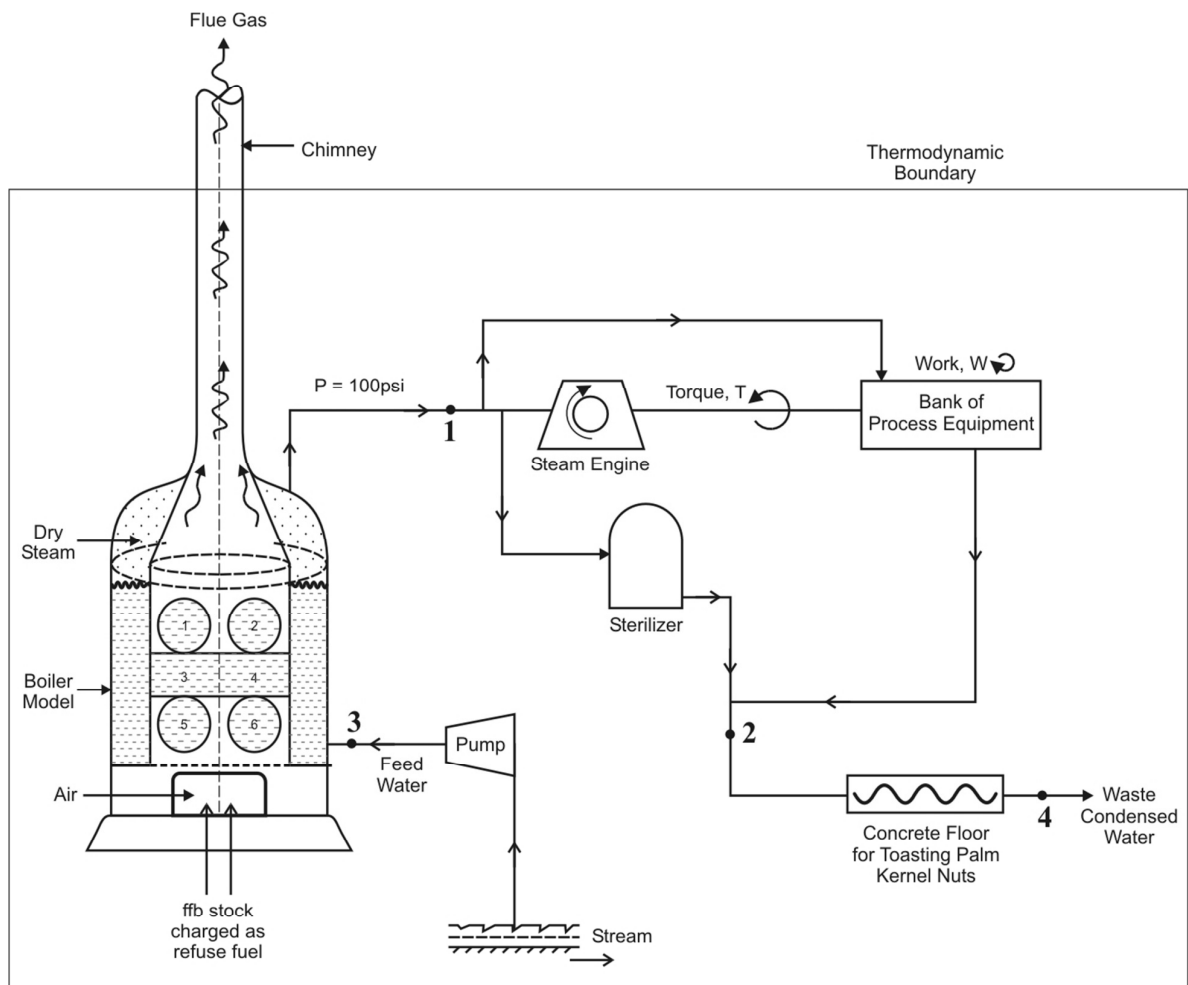 Flue Gas
Chimney
Thermodynamic
Boundary
P = 100psi
1
Torque, T
Work, W
Bank of
Process Equipment
Steam Engine
Dry
Steam
Sterilizer
1
2
3
4
5
6
Boiler
Model
3
Pump
Feed
Water
2
Air
Concrete Floor
for Toasting Palm
Kernel Nuts
4
Waste
Condensed
Water
ffb stock
charged as
refuse fuel
Stream